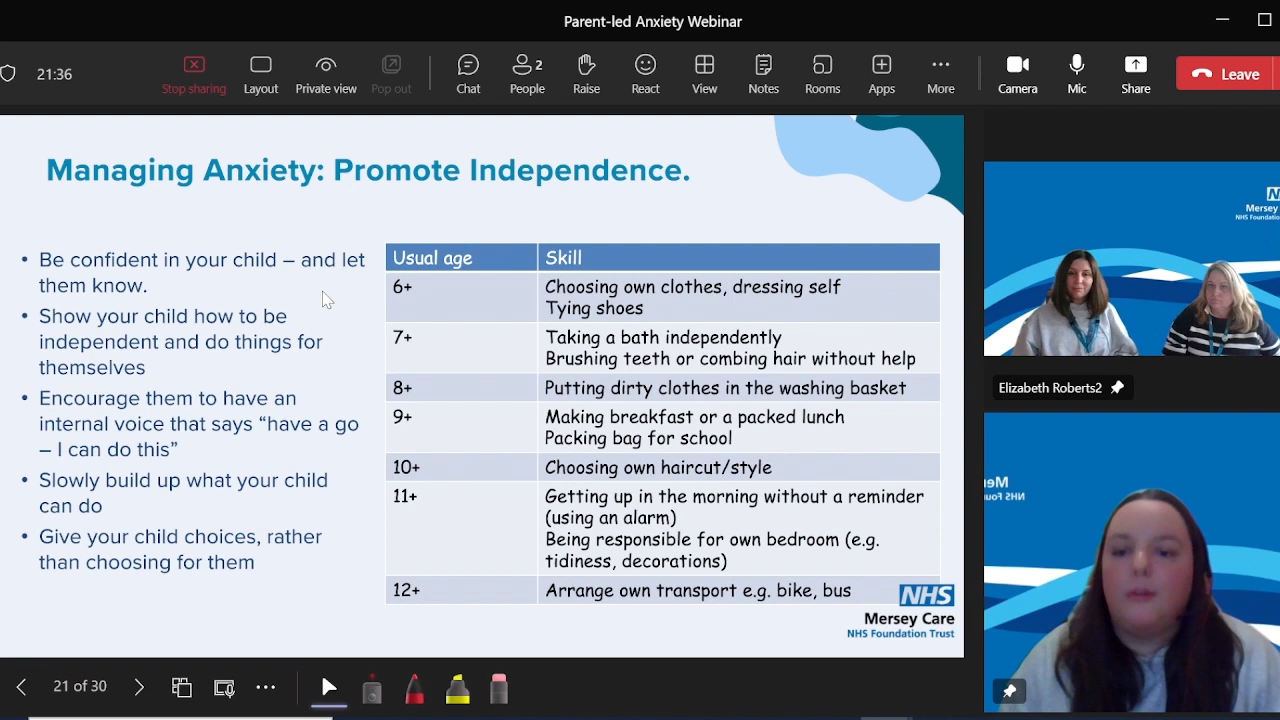 Parent-led Anxiety Webinar
21:36
Stop sharing
Layout
Private view
Pop out
Chat
2
People
Raise
React
View
Notes
Rooms
Apps
More
Camera
Mic
Share
Leave
Managing Anxiety: Promote Independence.
• Be confident in your child – and let
them know.
• Show your child how to be
independent and do things for
themselves
• Encourage them to have an
internal voice that says “have a go
– I can do this”
• Slowly build up what your child
can do
• Give your child choices, rather
than choosing for them
Usual age Skill
6+ Choosing own clothes, dressing self
Tying shoes
7+ Taking a bath independently
Brushing teeth or combing hair without help
8+ Putting dirty clothes in the washing basket
9+ Making breakfast or a packed lunch
Packing bag for school
10+ Choosing own haircut/style
11+ Getting up in the morning without a reminder
(using an alarm)
Being responsible for own bedroom (e.g.
tidiness, decorations)
12+ Arrange own transport e.g. bike, bus
NHS
Mersey Care
NHS Foundation Trust
Mersey
NHS Foundatio
Elizabeth Roberts2
Mer
NHS Found
21 of 30